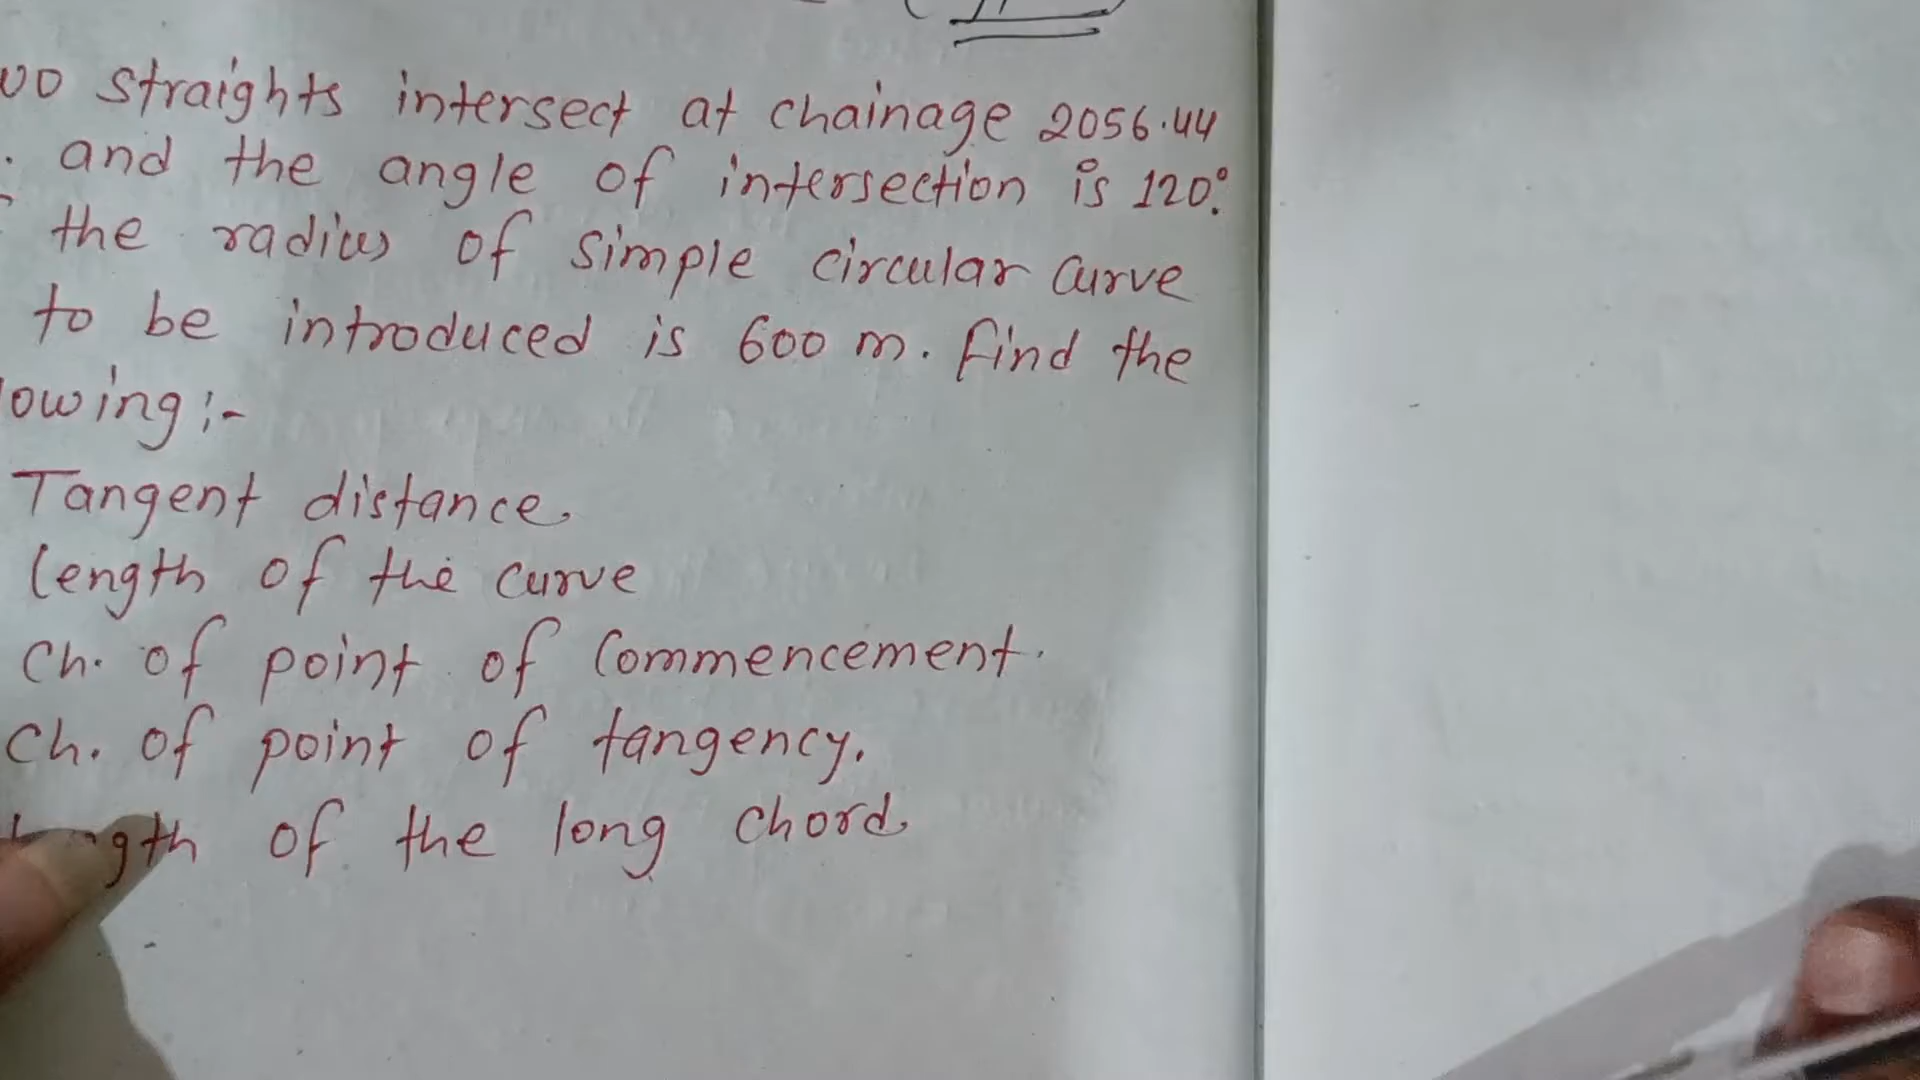 straights intersect at chainage 2056.44
. and the angle of intersection is 120°.
the radius of simple circular curve
to be introduced is 600 m. find the
owing :-
Tangent distance.
length of the curve
Ch. of point of Commencement.
Ch. of point of tangency.
of the long chord.